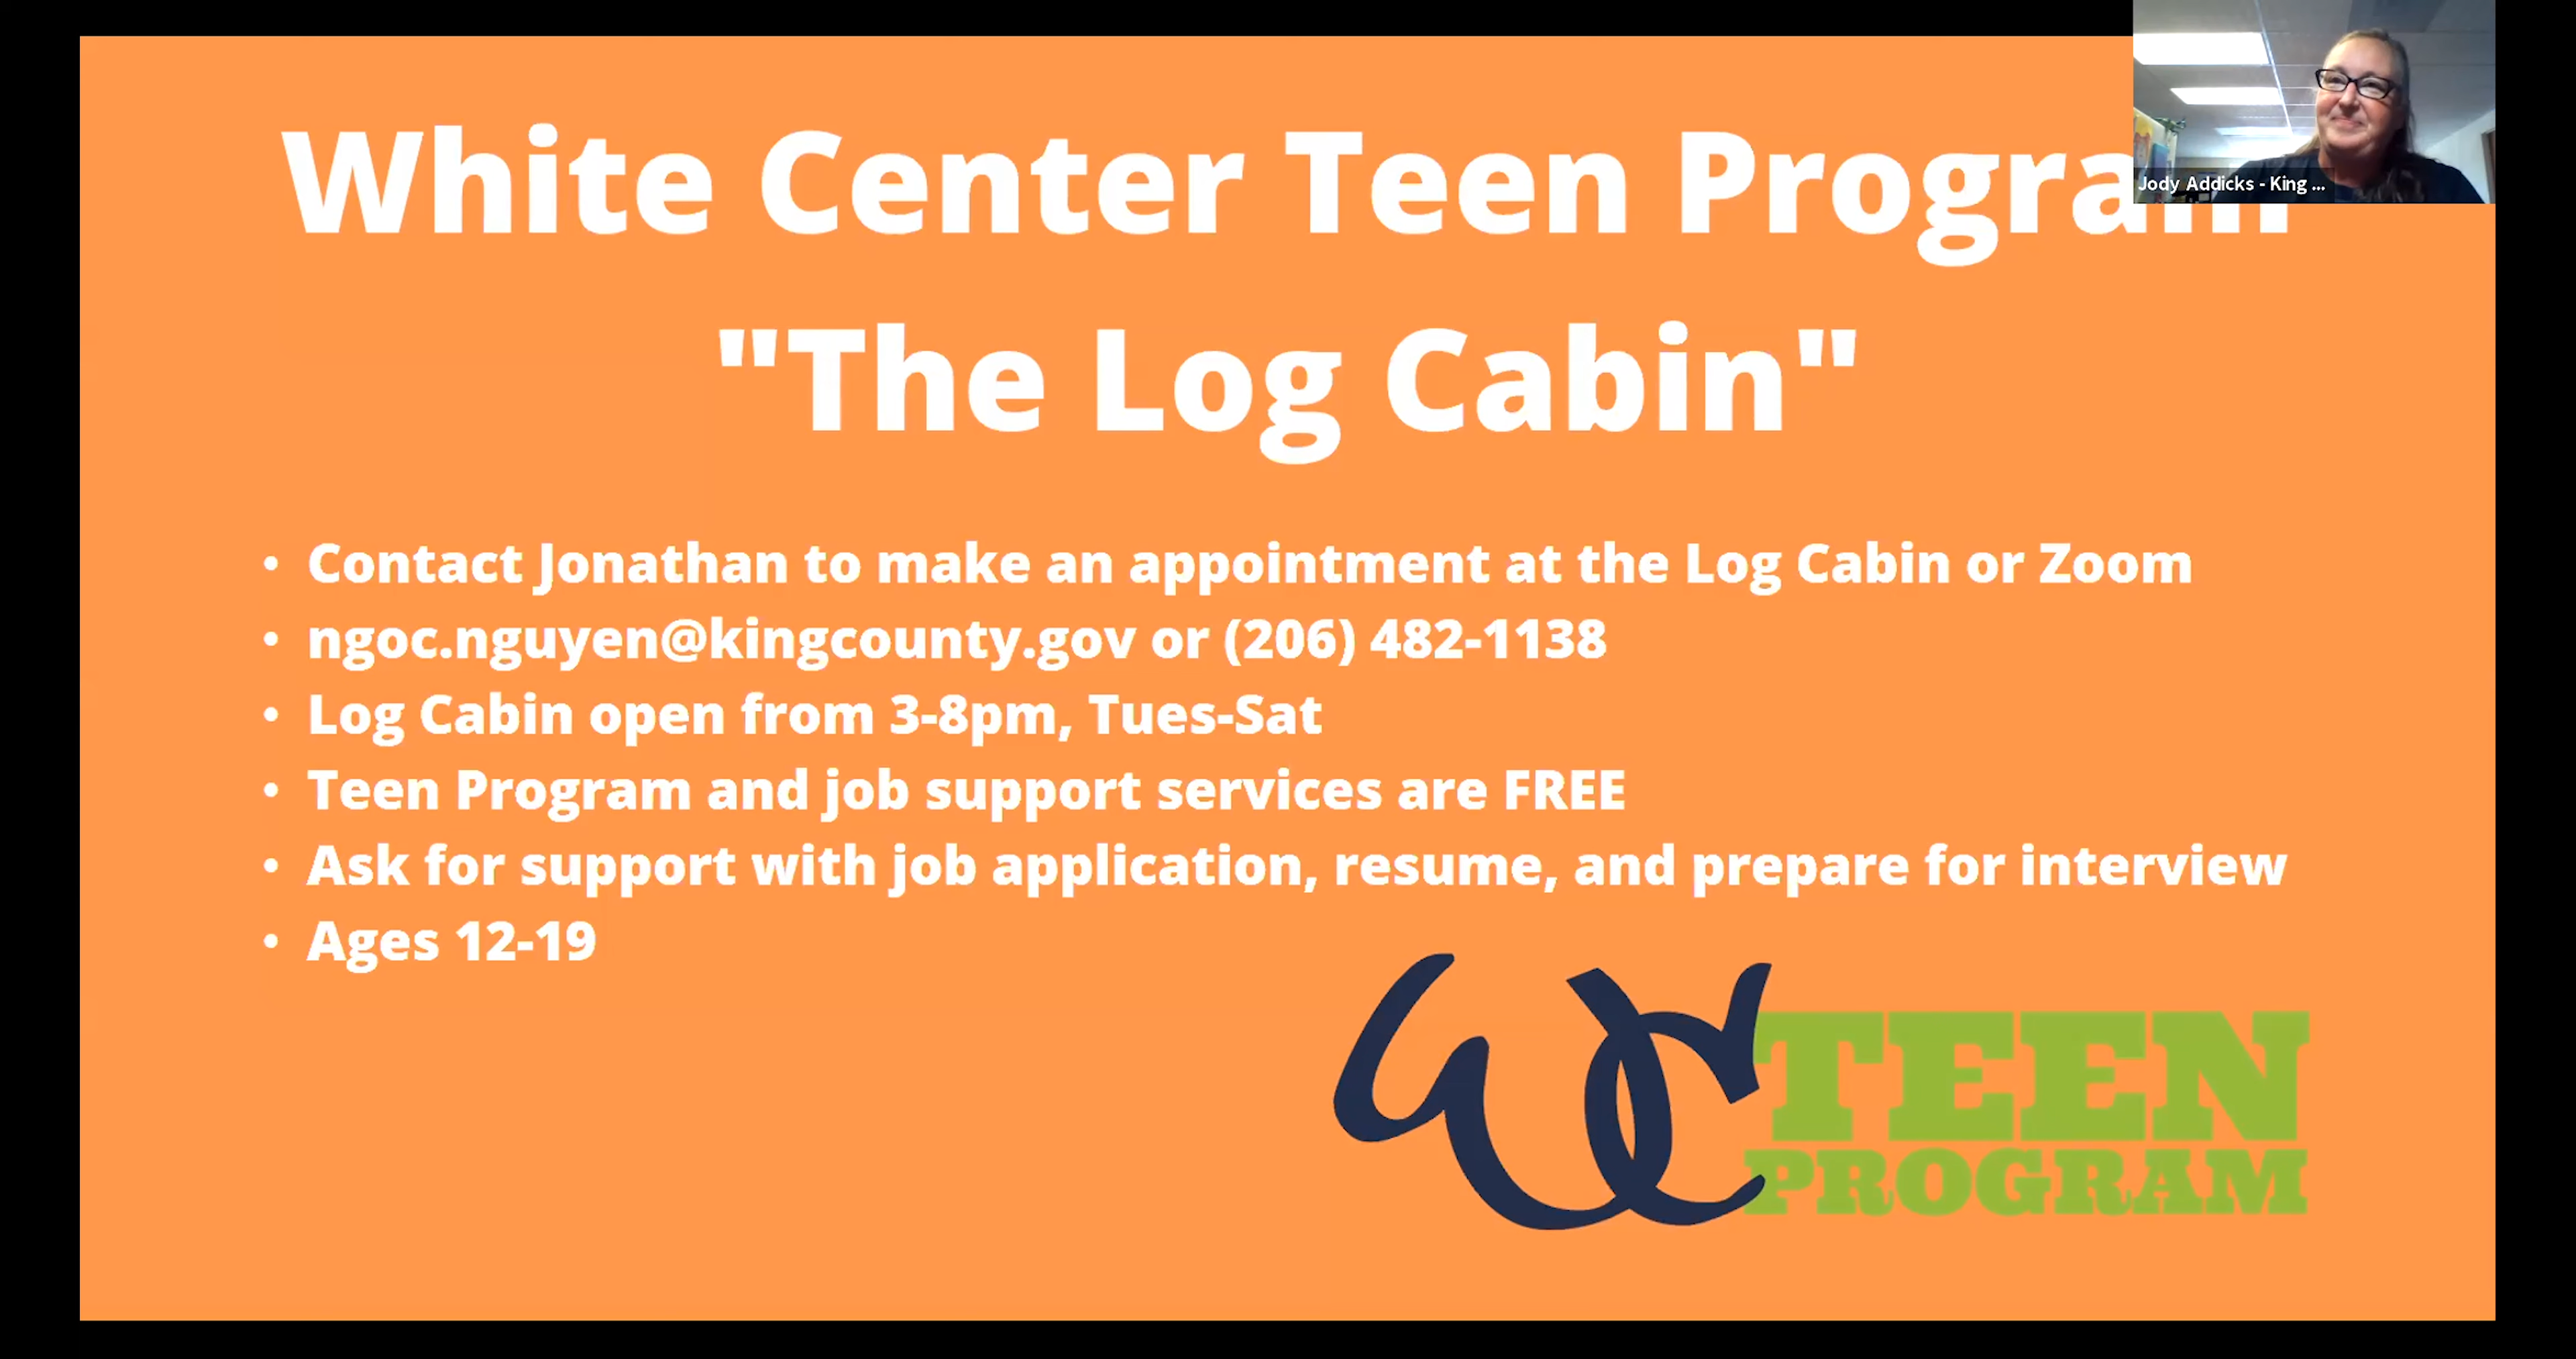 White Center Teen Program
"The Log Cabin"
Jody Addicks - King ...
• Contact Jonathan to make an appointment at the Log Cabin or Zoom
• ngoc.nguyen@kingcounty.gov or (206) 482-1138
• Log Cabin open from 3-8pm, Tues-Sat
• Teen Program and job support services are FREE
• Ask for support with job application, resume, and prepare for interview
• Ages 12-19
WC TEEN
PROGRAM